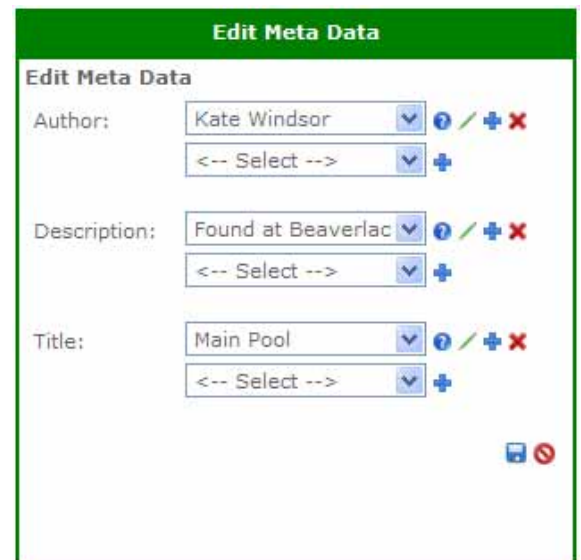 Edit Meta Data
Edit Meta Data
Author: Kate Windsor
<-- Select -->
Description: Found at Beaverlac
<-- Select -->
Title: Main Pool
<-- Select -->